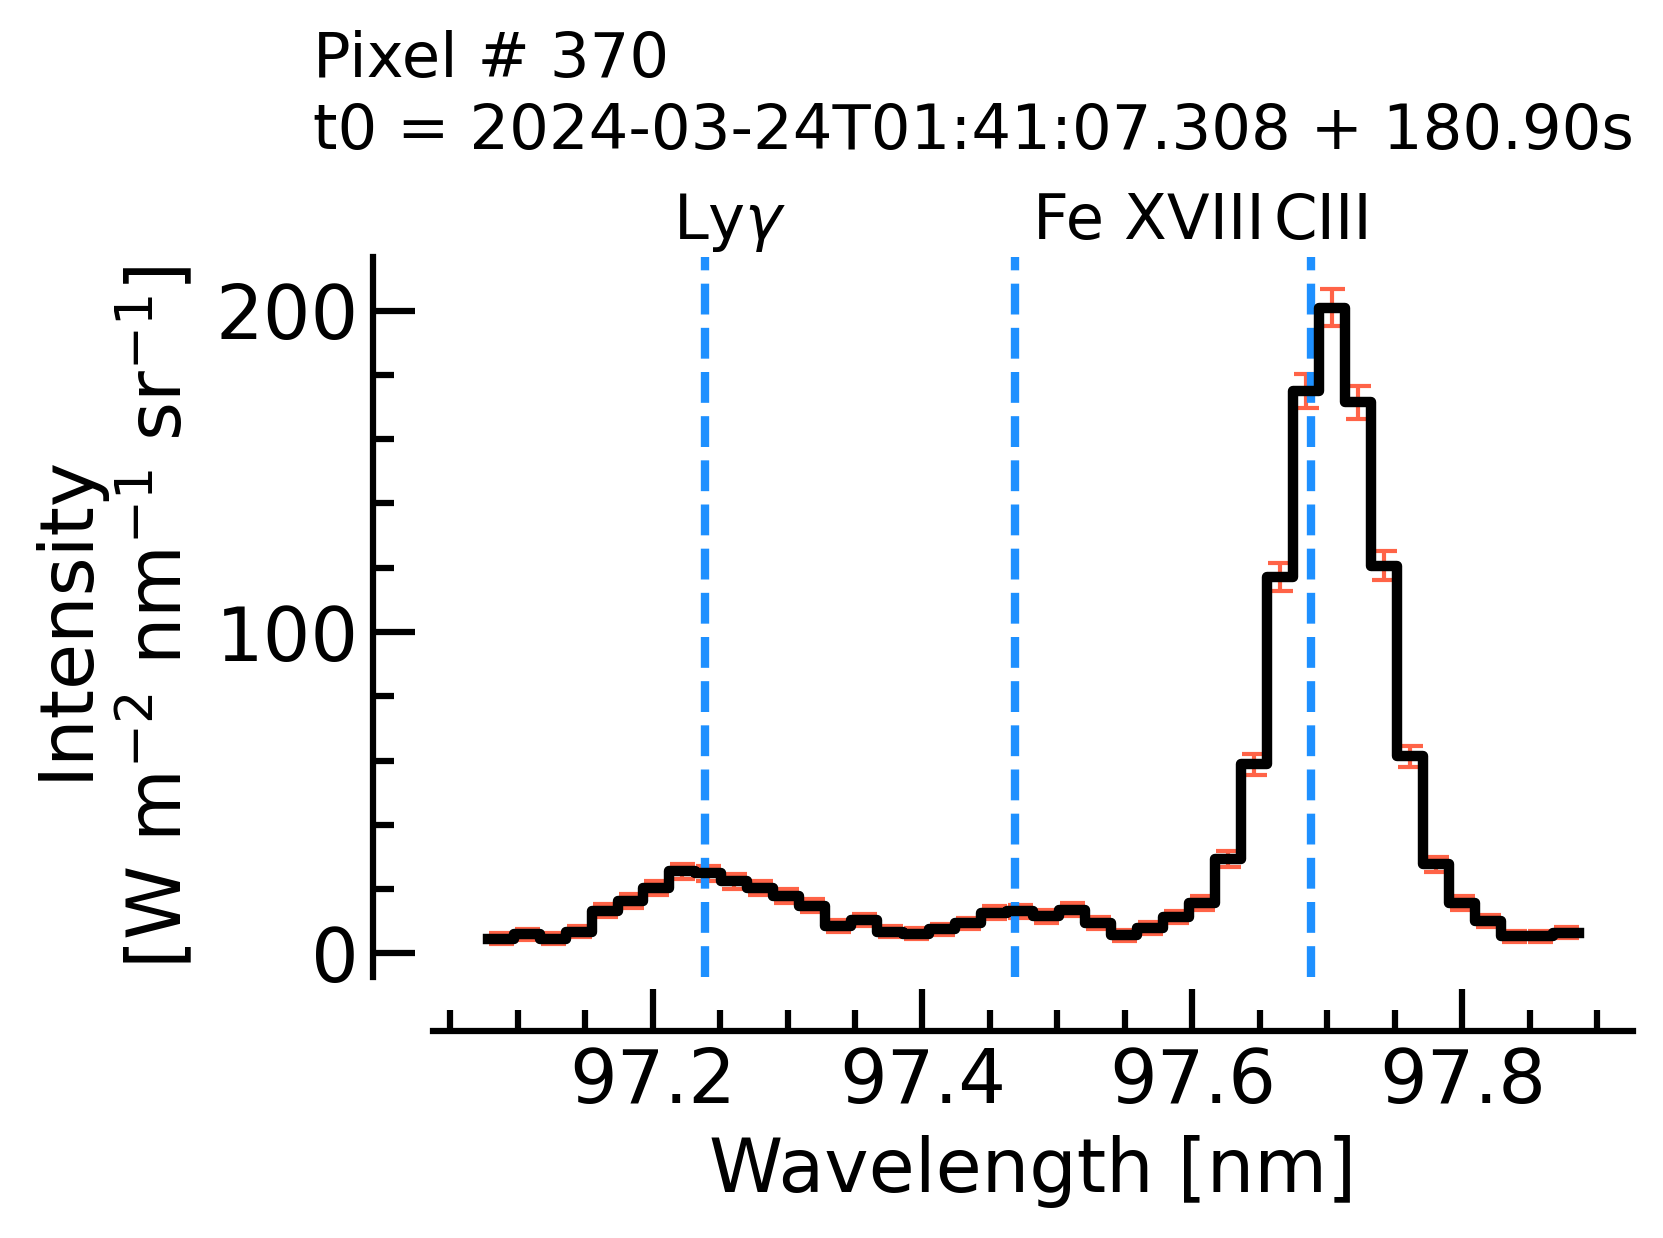 Pixel # 370
t0 = 2024-03-24T01:41:07.308 + 180.90s
Lyγ Fe XVIII CIII
Intensity
[W m⁻² nm⁻¹ sr⁻¹]
200
100
0
97.2 97.4 97.6 97.8
Wavelength [nm]